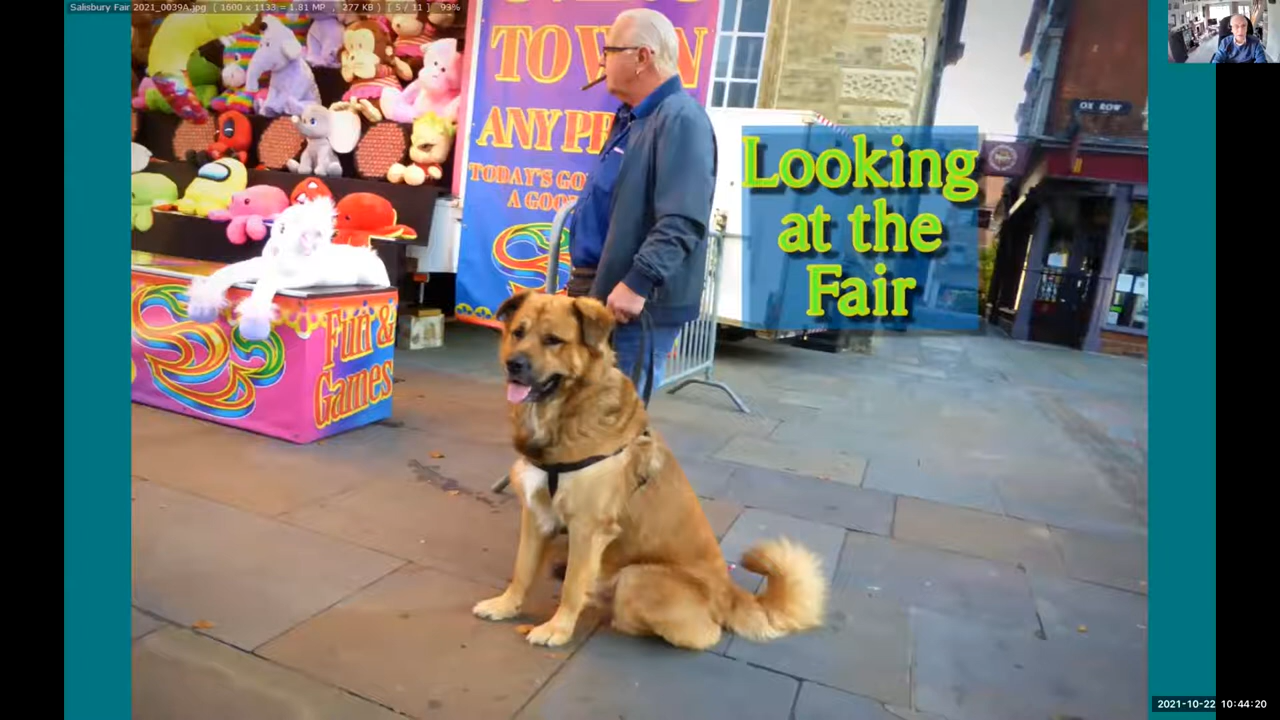 Salisbury Fair 2021_0039A.jpg [ 1600 x 1133 = 1.81 MP , 277 KB ) [ 5 / 11 ] 93%
TO W N
ANY PR
TODAY'S GO
A GOO
OX ROW
Looking
at the
Fair
Fun &
Games
2021-10-22 10:44:20